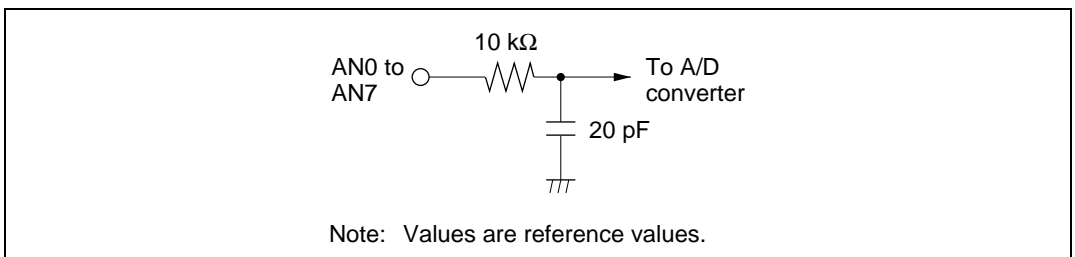 10 kΩ
AN0 to
AN7
To A/D
converter
20 pF
Note: Values are reference values.